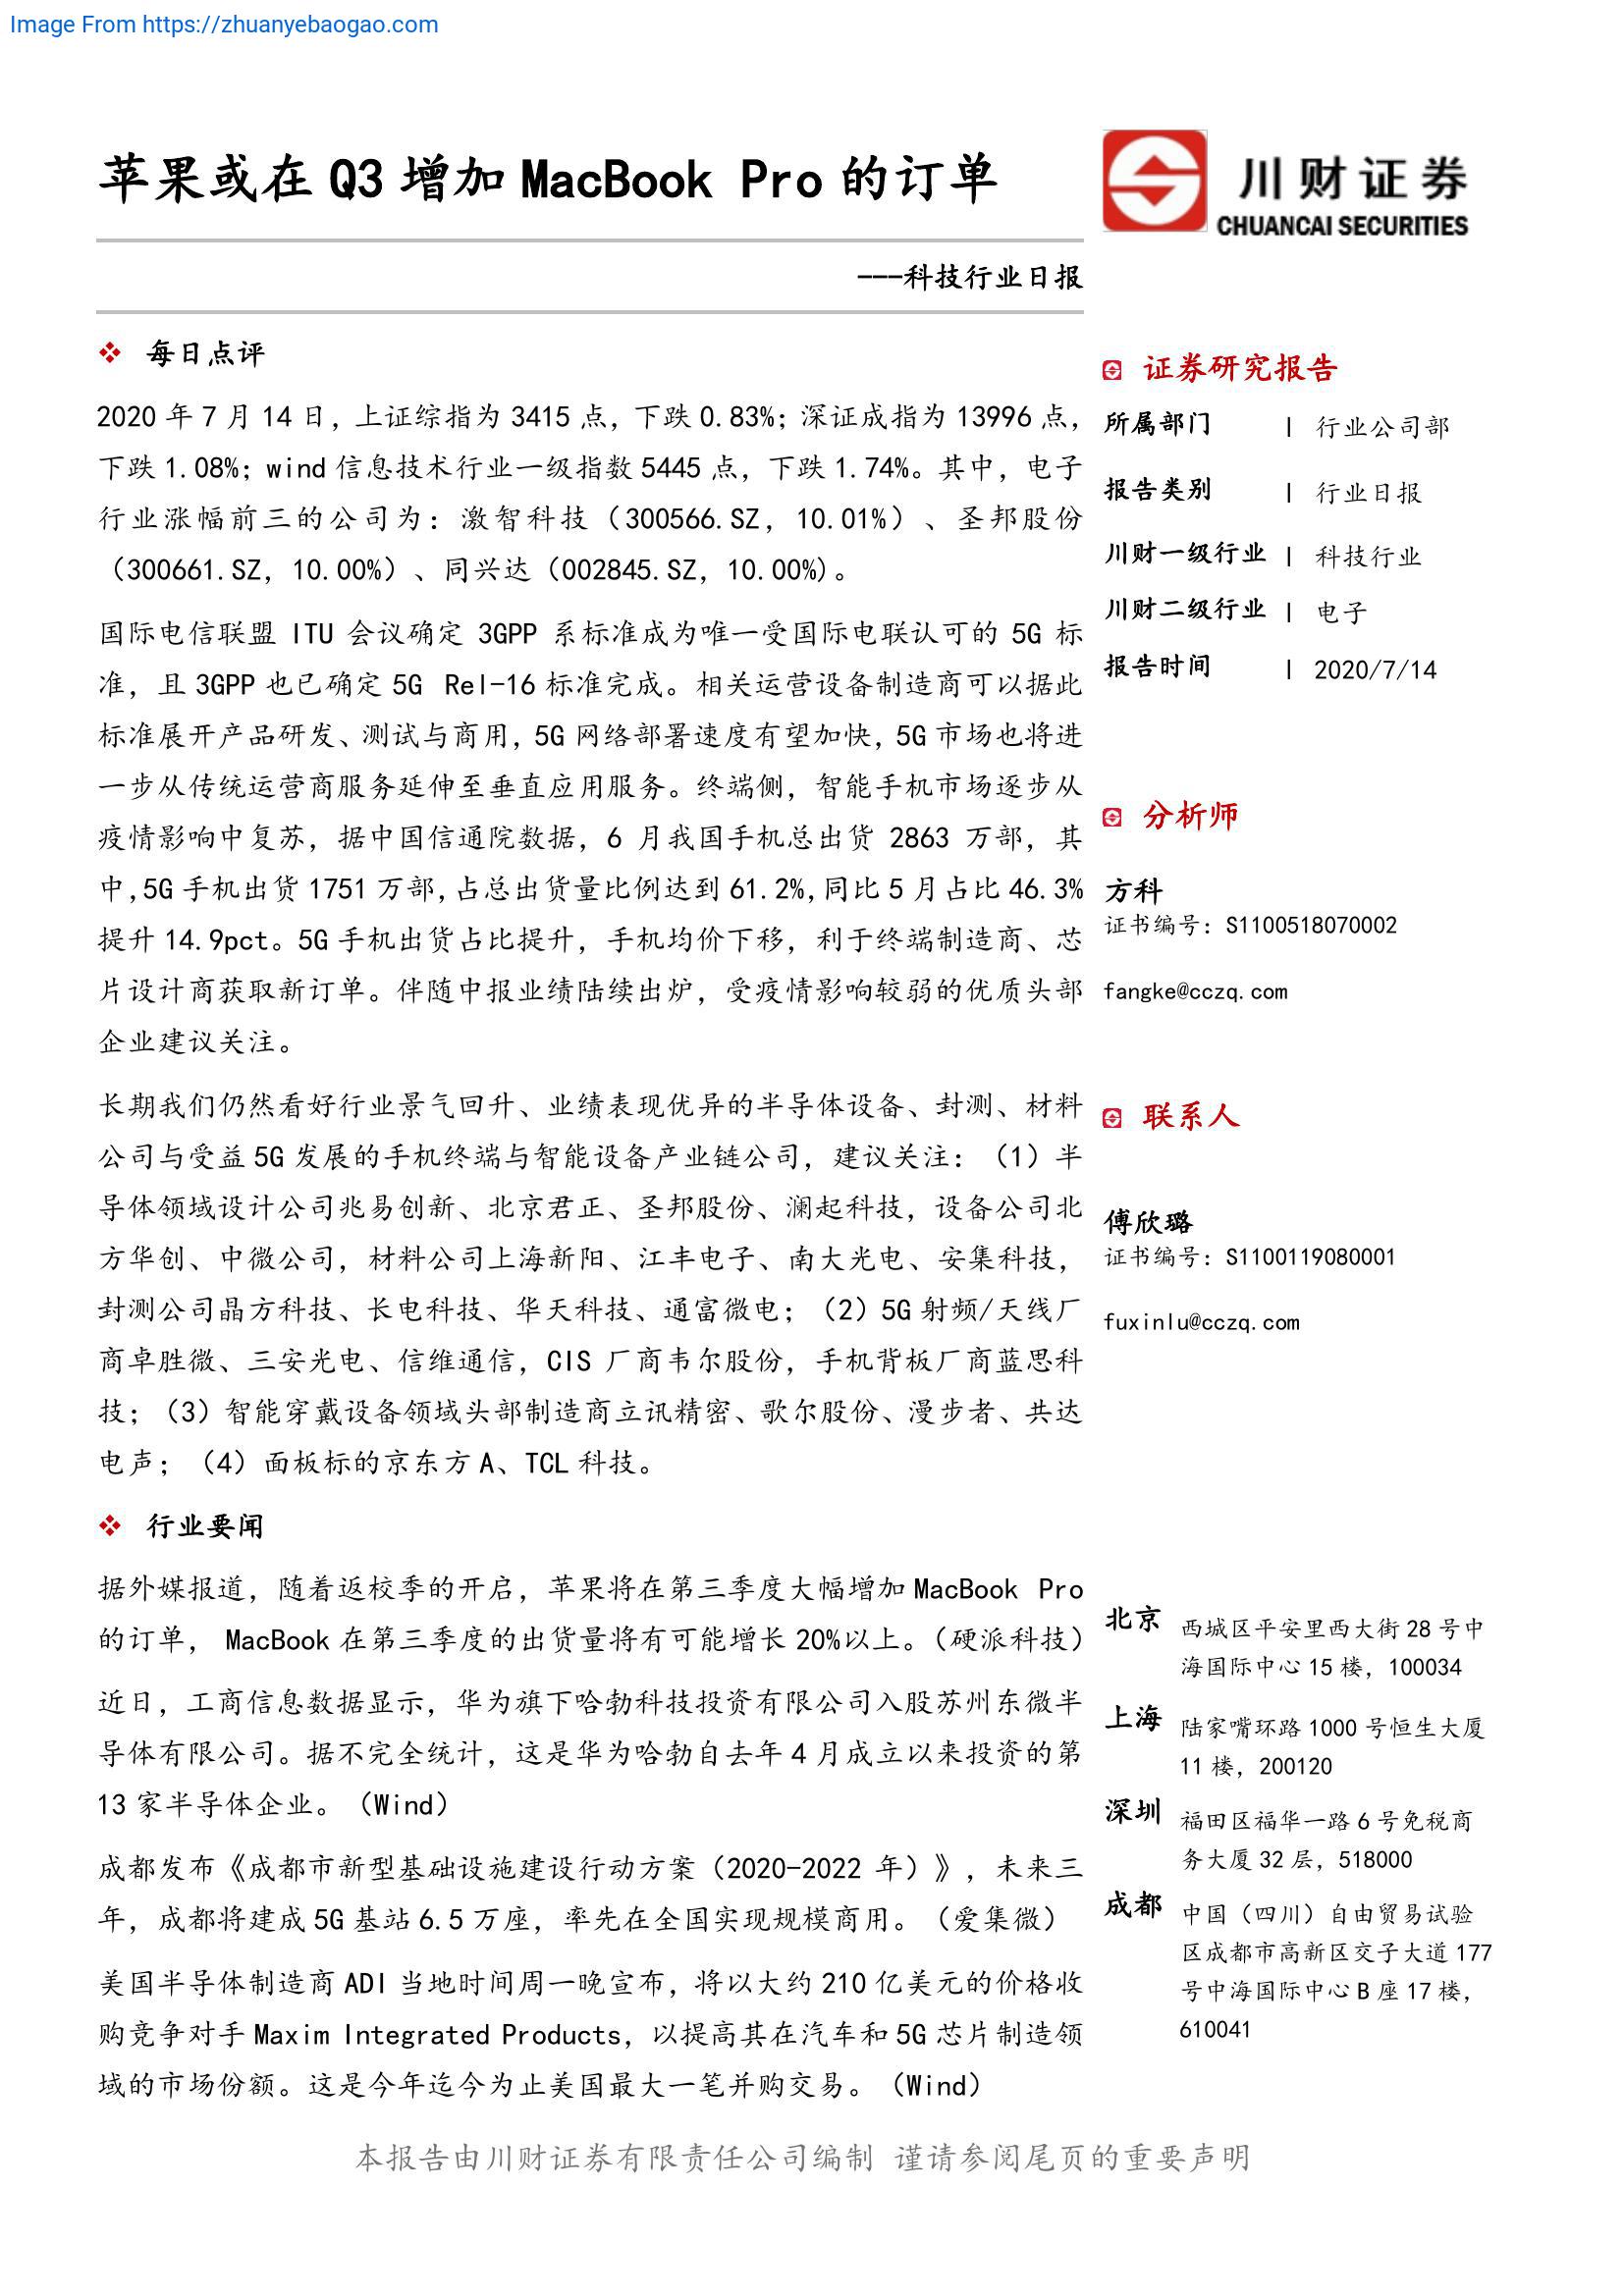 Image From https://zhuanyebaogao.com
苹果或在 Q3 增加 MacBook Pro 的订单
川财证券
CHUANCAI SECURITIES
---科技行业日报
每日点评
2020 年 7 月 14 日，上证综指为 3415 点，下跌 0.83%；深证成指为 13996 点，
下跌 1.08%；wind 信息技术行业一级指数 5445 点，下跌 1.74%。其中，电子
行业涨幅前三的公司为：激智科技（300566.SZ，10.01%）、圣邦股份
（300661.SZ，10.00%）、同兴达（002845.SZ，10.00%)。
国际电信联盟 ITU 会议确定 3GPP 系标准成为唯一受国际电联认可的 5G 标
准，且 3GPP 也已确定 5G Rel-16 标准完成。相关运营设备制造商可以据此
标准展开产品研发、测试与商用，5G 网络部署速度有望加快，5G 市场也将进
一步从传统运营商服务延伸至垂直应用服务。终端侧，智能手机市场逐步从
疫情影响中复苏，据中国信通院数据，6 月我国手机总出货 2863 万部，其
中，5G 手机出货 1751 万部，占总出货量比例达到 61.2%，同比 5 月占比 46.3%
提升 14.9pct。5G 手机出货占比提升，手机均价下移，利于终端制造商、芯
片设计商获取新订单。伴随中报业绩陆续出炉，受疫情影响较弱的优质头部
企业建议关注。
长期我们仍然看好行业景气回升、业绩表现优异的半导体设备、封测、材料
公司与受益 5G 发展的手机终端与智能设备产业链公司，建议关注：（1）半
导体领域设计公司兆易创新、北京君正、圣邦股份、澜起科技，设备公司北
方华创、中微公司，材料公司上海新阳、江丰电子、南大光电、安集科技，
封测公司晶方科技、长电科技、华天科技、通富微电；（2）5G 射频/天线厂
商卓胜微、三安光电、信维通信，CIS 厂商韦尔股份，手机背板厂商蓝思科
技；（3）智能穿戴设备领域头部制造商立讯精密、歌尔股份、漫步者、共达
电声；（4）面板标的京东方 A、TCL 科技。
行业要闻
据外媒报道，随着返校季的开启，苹果将在第三季度大幅增加 MacBook Pro
的订单， MacBook 在第三季度的出货量将有可能增长 20%以上。（硬派科技）
近日，工商信息数据显示，华为旗下哈勃科技投资有限公司入股苏州东微半
导体有限公司。据不完全统计，这是华为哈勃自去年 4 月成立以来投资的第
13 家半导体企业。（Wind）
成都发布《成都市新型基础设施建设行动方案（2020-2022 年）》，未来三
年，成都将建成 5G 基站 6.5 万座，率先在全国实现规模商用。（爱集微）
美国半导体制造商 ADI 当地时间周一晚宣布，将以大约 210 亿美元的价格收
购竞争对手 Maxim Integrated Products，以提高其在汽车和 5G 芯片制造领
域的市场份额。这是今年迄今为止美国最大一笔并购交易。（Wind）
证券研究报告
所属部门 | 行业公司部
报告类别 | 行业日报
川财一级行业 | 科技行业
川财二级行业 | 电子
报告时间 | 2020/7/14
分析师
方科
证书编号：S1100518070002
fangke@cczq.com
联系人
傅欣璐
证书编号：S1100119080001
fuxinlu@cczq.com
北京 西城区平安里西大街 28 号中
海国际中心 15 楼，100034
上海 陆家嘴环路 1000 号恒生大厦
11 楼，200120
深圳 福田区福华一路 6 号免税商
务大厦 32 层，518000
成都 中国（四川）自由贸易试验
区成都市高新区交子大道 177
号中海国际中心 B 座 17 楼，
610041
本报告由川财证券有限责任公司编制 谨请参阅尾页的重要声明